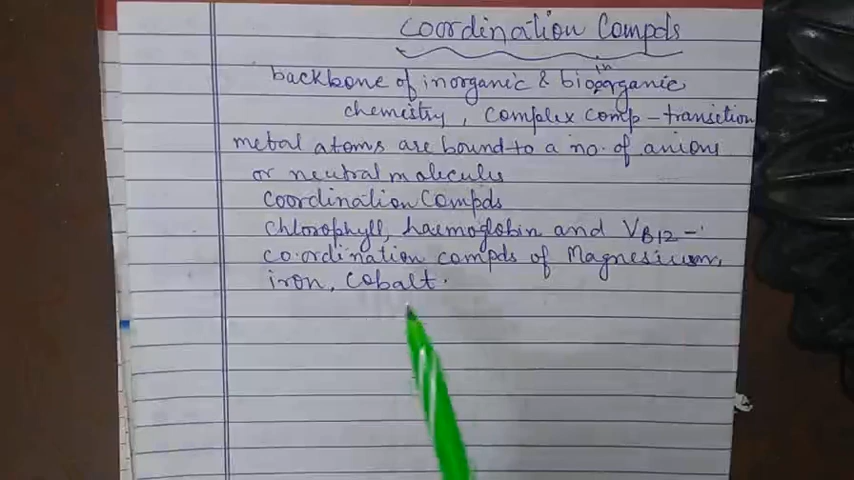 Coordination Compds
backbone of inorganic & bioinorganic
chemistry, complex comp - transition
metal atoms are bound to a no. of anions
or neutral molecules
Coordination Compds
Chlorophyll, haemoglobin and VB12 -
co.ordination compds of Magnesium,
iron, Cobalt.